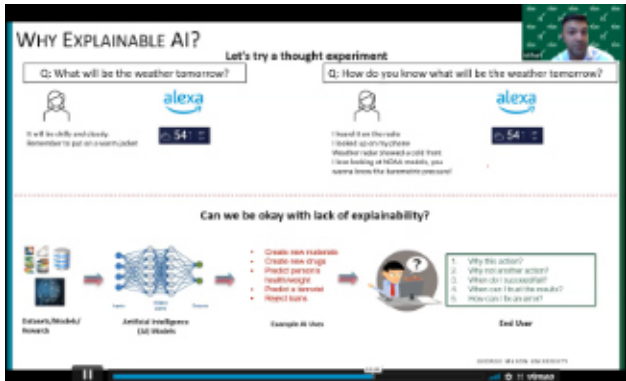 WHY EXPLAINABLE AI?
Let's try a thought experiment
Q: What will be the weather tomorrow?
Q: How do you know what will be the weather tomorrow?
alexa
alexa
It will be chilly and cloudy
Remember to put on a warm jacket
54
I heard it on the radio
I looked up on my phone
Weather radar showed a cold front
I love looking at NOAA models, you
wanna know the barometric pressure?
54
Can we be okay with lack of explainability?
Datasets/Models/
Rewards
Artificial Intelligence
(AI) Models
Create new materials
Create new drugs
Predict person's
health/weight
Predict a terrorist
Reject loans
Example AI Uses
?
1. Why this action?
2. Why not another action?
3. When do I succeed/fail?
4. When can I trust the results?
5. How can I fix an error?
End User
GEORGE MASON UNIVERSITY
vimeo